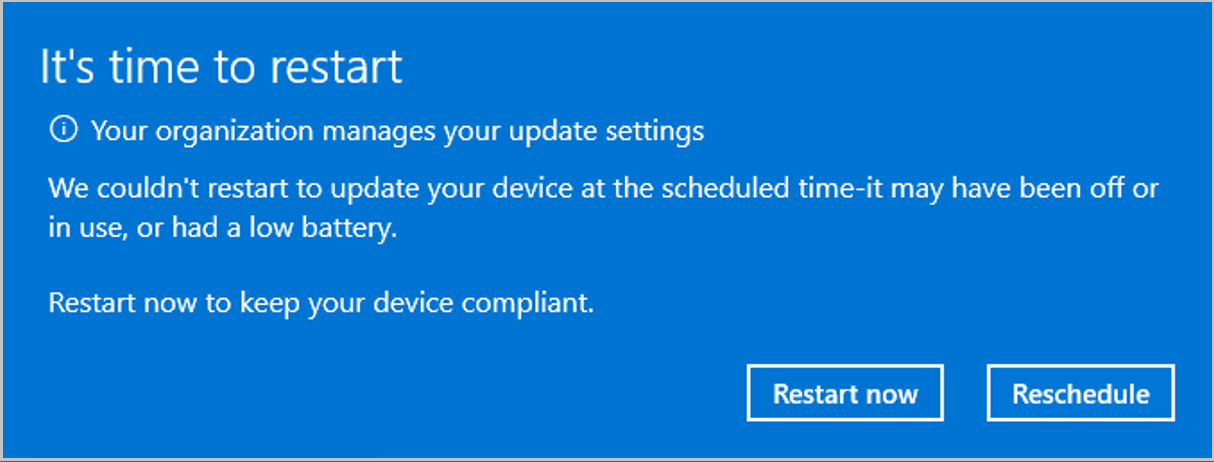 It's time to restart
Your organization manages your update settings
We couldn't restart to update your device at the scheduled time-it may have been off or
in use, or had a low battery.
Restart now to keep your device compliant.
Restart now
Reschedule